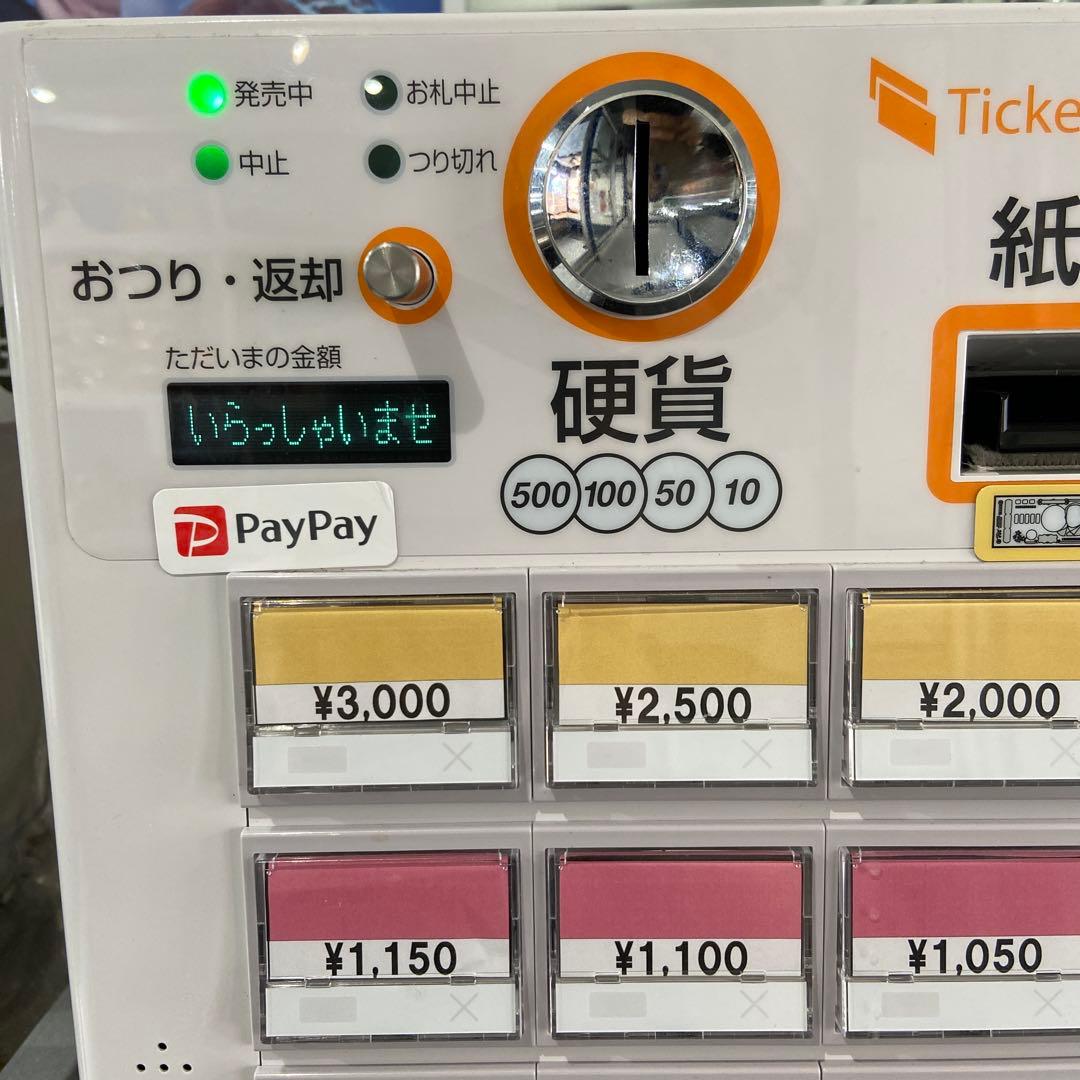 発売中
お札中止
中止
つり切れ
おつり・返却
ただいまの金額
いらっしゃいませ
硬貨
500 100 50 10
紙
PayPay
¥3,000
¥2,500
¥2,000
¥1,150
¥1,100
¥1,050